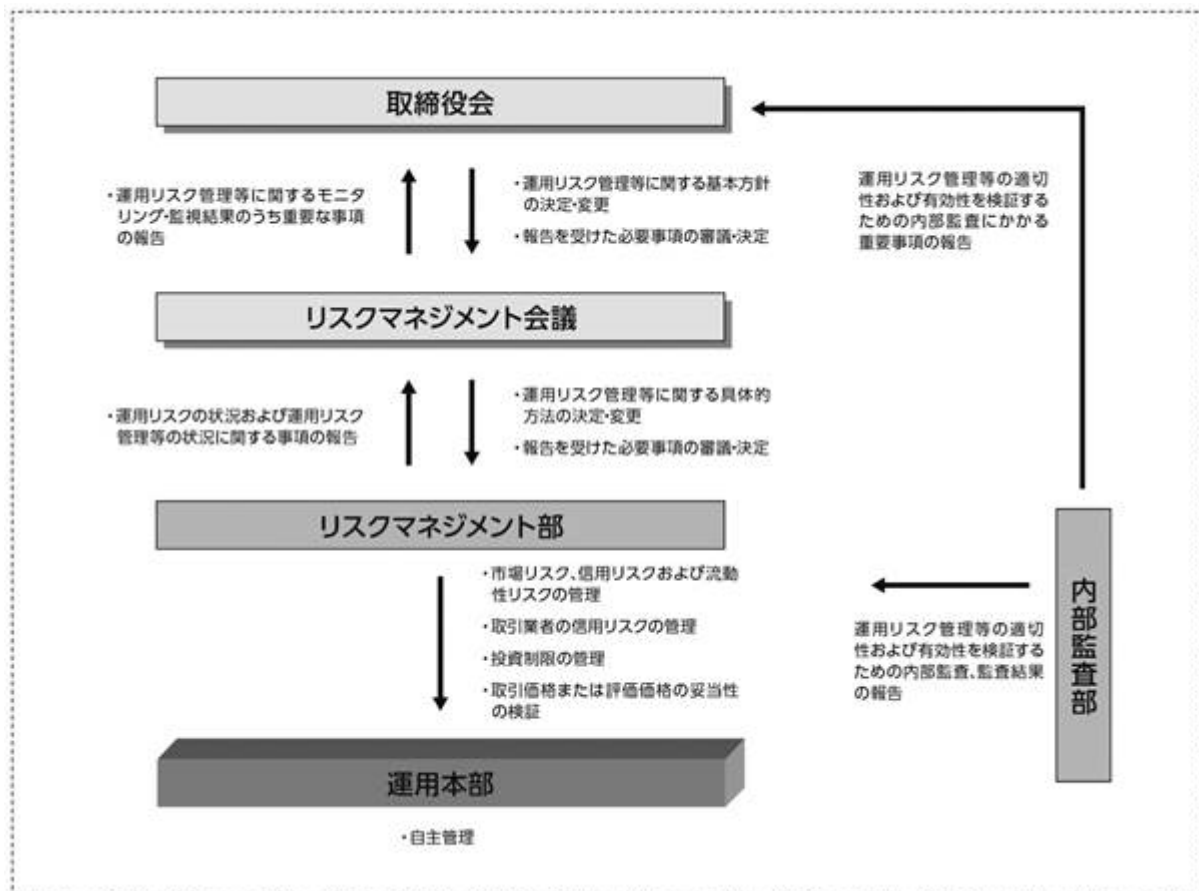 取締役会
・運用リスク管理等に関するモニタ
リング・監視結果のうち重要な事項
の報告
・運用リスク管理等に関する基本方針
の決定・変更
・報告を受けた必要事項の審議・決定
運用リスク管理等の適切
性および有効性を検証す
るための内部監査にかかる
重要事項の報告
リスクマネジメント会議
・運用リスクの状況および運用リスク
管理等の状況に関する事項の報告
・運用リスク管理等に関する具体的
方法の決定・変更
・報告を受けた必要事項の審議・決定
リスクマネジメント部
・市場リスク、信用リスクおよび流動
性リスクの管理
・取引業者の信用リスクの管理
・投資制限の管理
・取引価格または評価価格の妥当性
の検証
運用リスク管理等の適切
性および有効性を検証する
ための内部監査、監査結果
の報告
内部監査部
運用本部
・自主管理